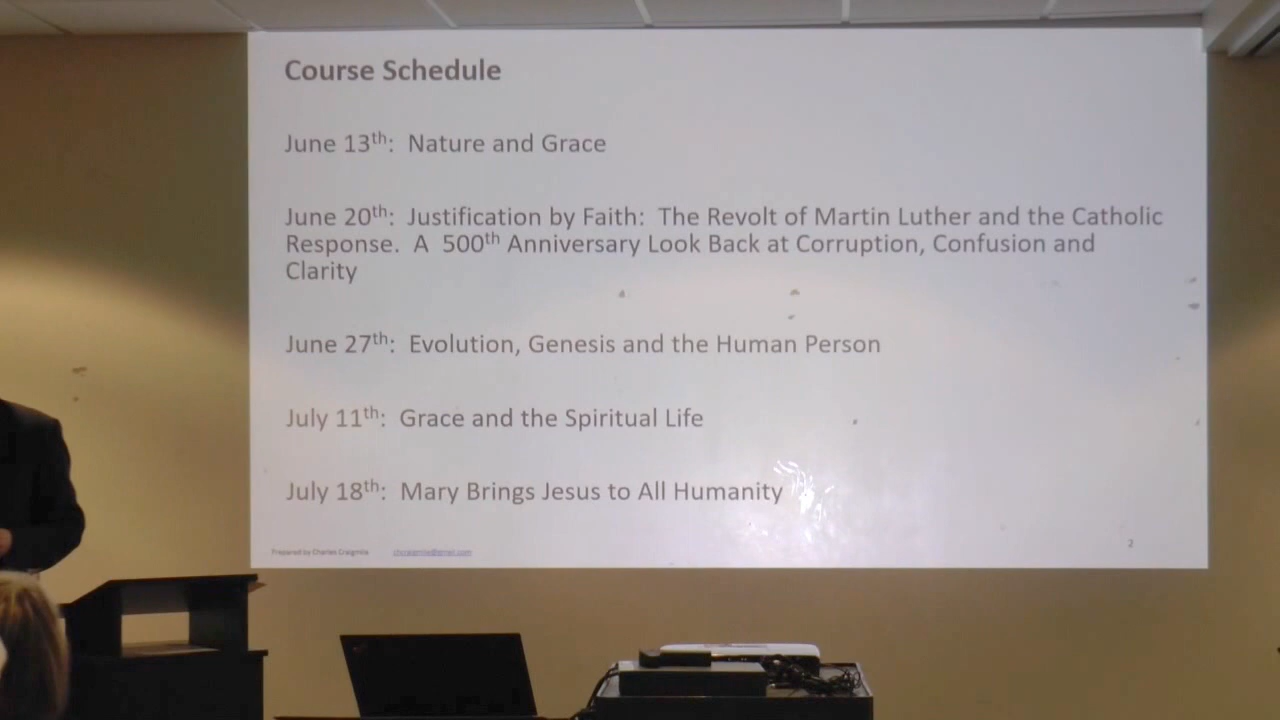 Course Schedule
June 13th: Nature and Grace
June 20th: Justification by Faith: The Revolt of Martin Luther and the Catholic
Response. A 500th Anniversary Look Back at Corruption, Confusion and
Clarity
June 27th: Evolution, Genesis and the Human Person
July 11th: Grace and the Spiritual Life
July 18th: Mary Brings Jesus to All Humanity
Prepared by Charles
2